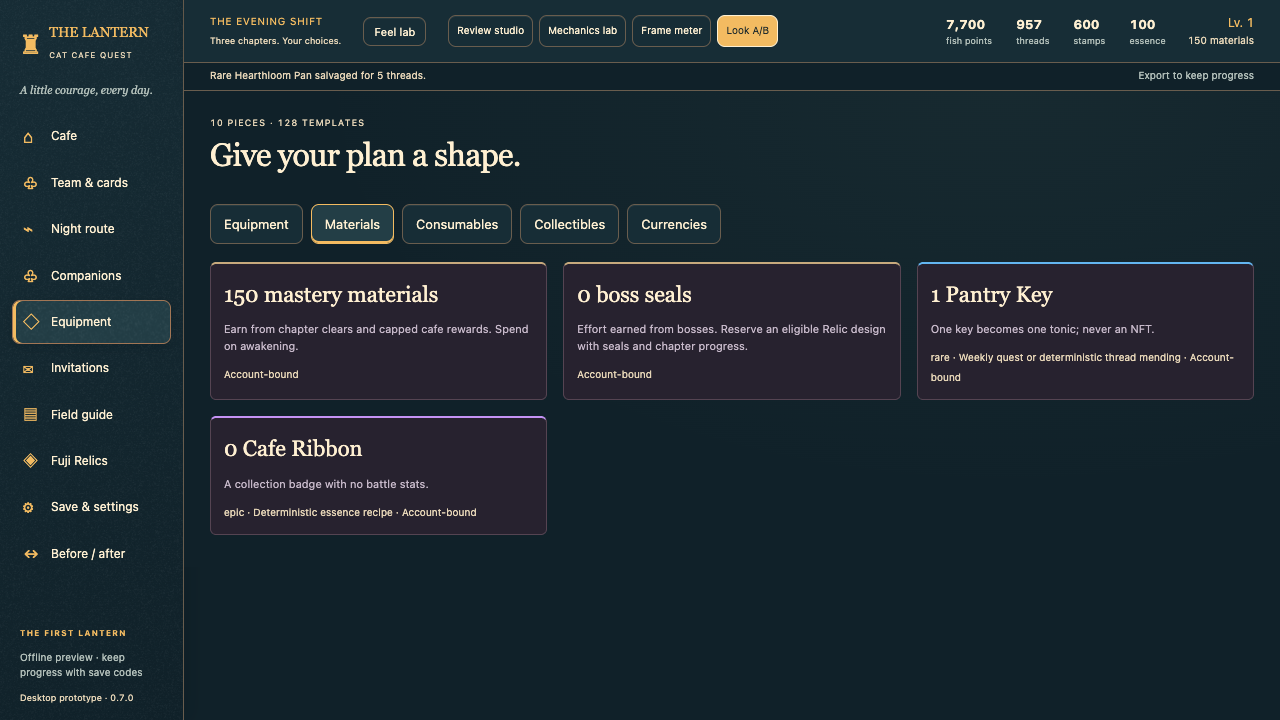 THE LANTERN
CAT CAFE QUEST
A little courage, every day.
Cafe
Team & cards
Night route
Companions
Equipment
Invitations
Field guide
Fuji Relics
Save & settings
Before / after
THE FIRST LANTERN
Offline preview · keep
progress with save codes
Desktop prototype · 0.7.0
THE EVENING SHIFT
Three chapters. Your choices.
Feel lab
Review studio
Mechanics lab
Frame meter
Look A/B
7,700
fish points
957
threads
600
stamps
100
essence
Lv. 1
150 materials
Rare Hearthloom Pan salvaged for 5 threads.
Export to keep progress
10 PIECES · 128 TEMPLATES
Give your plan a shape.
Equipment
Materials
Consumables
Collectibles
Currencies
150 mastery materials
Earn from chapter clears and capped cafe rewards. Spend
on awakening.
Account-bound
0 boss seals
Effort earned from bosses. Reserve an eligible Relic design
with seals and chapter progress.
Account-bound
1 Pantry Key
One key becomes one tonic; never an NFT.
rare · Weekly quest or deterministic thread mending · Account-
bound
0 Cafe Ribbon
A collection badge with no battle stats.
epic · Deterministic essence recipe · Account-bound